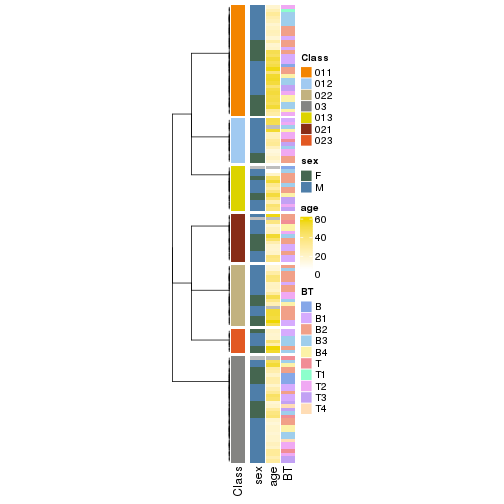 Class
011
012
022
03
013
021
023
sex
F
M
age
60
40
20
0
BT
B
B1
B2
B3
B4
T
T1
T2
T3
T4
Class
sex
age
BT